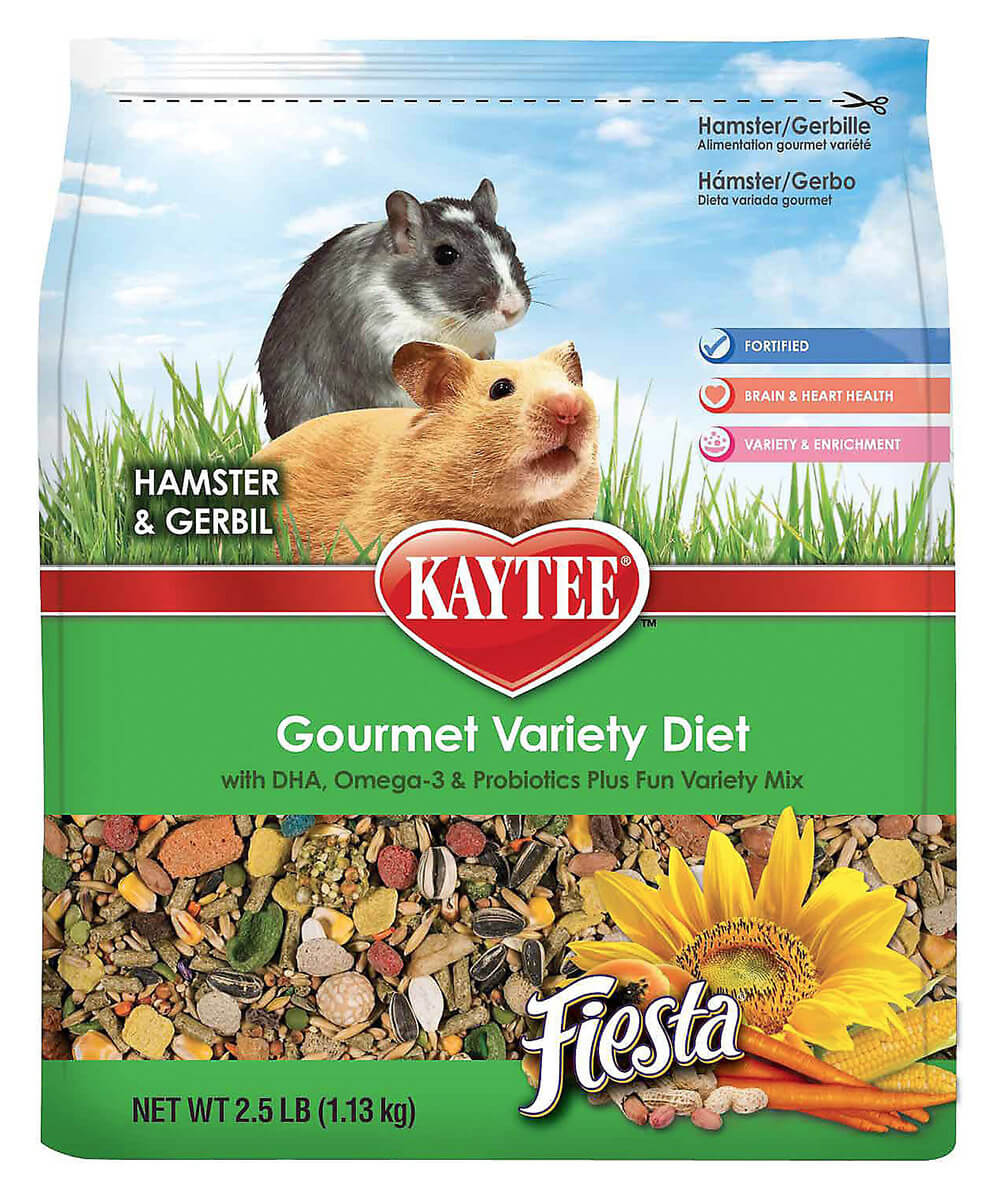 Hamster/Gerbille
Alimentation gourmet variété
Hámster/Gerbo
Dieta variada gourmet
FORTIFIED
BRAIN & HEART HEALTH
VARIETY & ENRICHMENT
HAMSTER
& GERBIL
KAYTEE®
TM
Gourmet Variety Diet
with DHA, Omega-3 & Probiotics Plus Fun Variety Mix
Fiesta
NET WT 2.5 LB (1.13 kg)